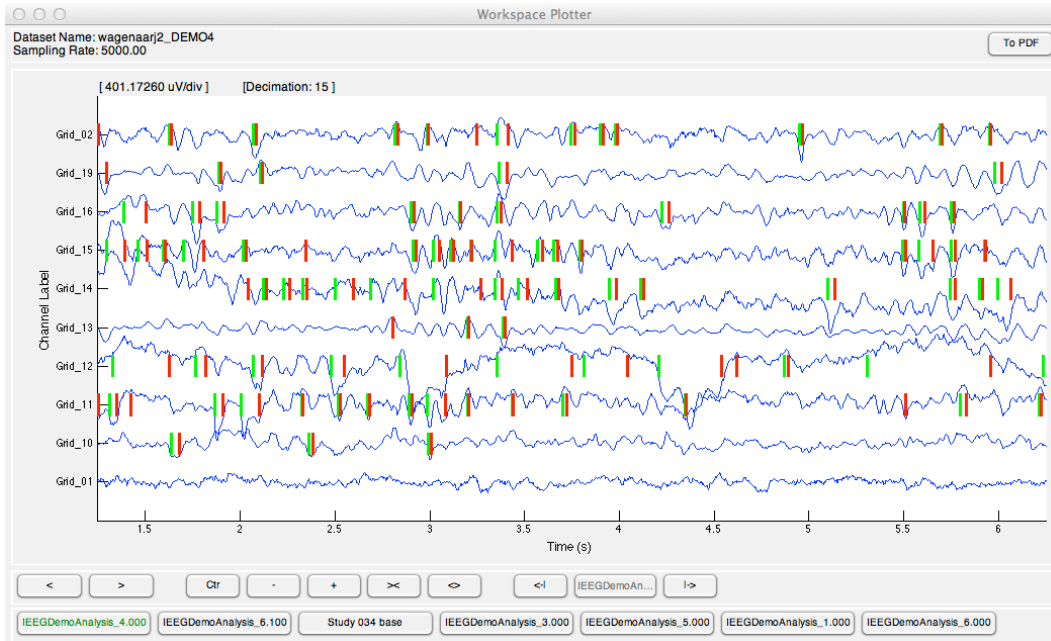 Workspace Plotter
Dataset Name: wagenaarj2_DEMO4
Sampling Rate: 5000.00
To PDF
[ 401.17260 uV/div ] [Decimation: 15 ]
Grid_02
Grid_19
Grid_16
Grid_15
Grid_14
Grid_13
Grid_12
Grid_11
Grid_10
Grid_01
Channel Label
1.5 2 2.5 3 3.5 4 4.5 5 5.5 6
Time (s)
< > Ctr - + >< <> <-I IEEGDemoAn... I->
IEEGDemoAnalysis_4.000 IEEGDemoAnalysis_6.100 Study 034 base IEEGDemoAnalysis_3.000 IEEGDemoAnalysis_5.000 IEEGDemoAnalysis_1.000 IEEGDemoAnalysis_6.000